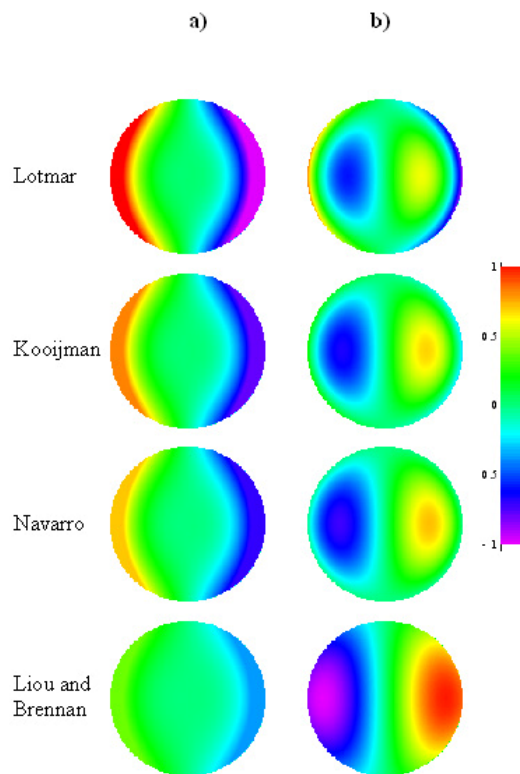 a) b)
Lotmar
Kooijman
Navarro
Liou and
Brennan
1
0.5
0
0.5
- 1